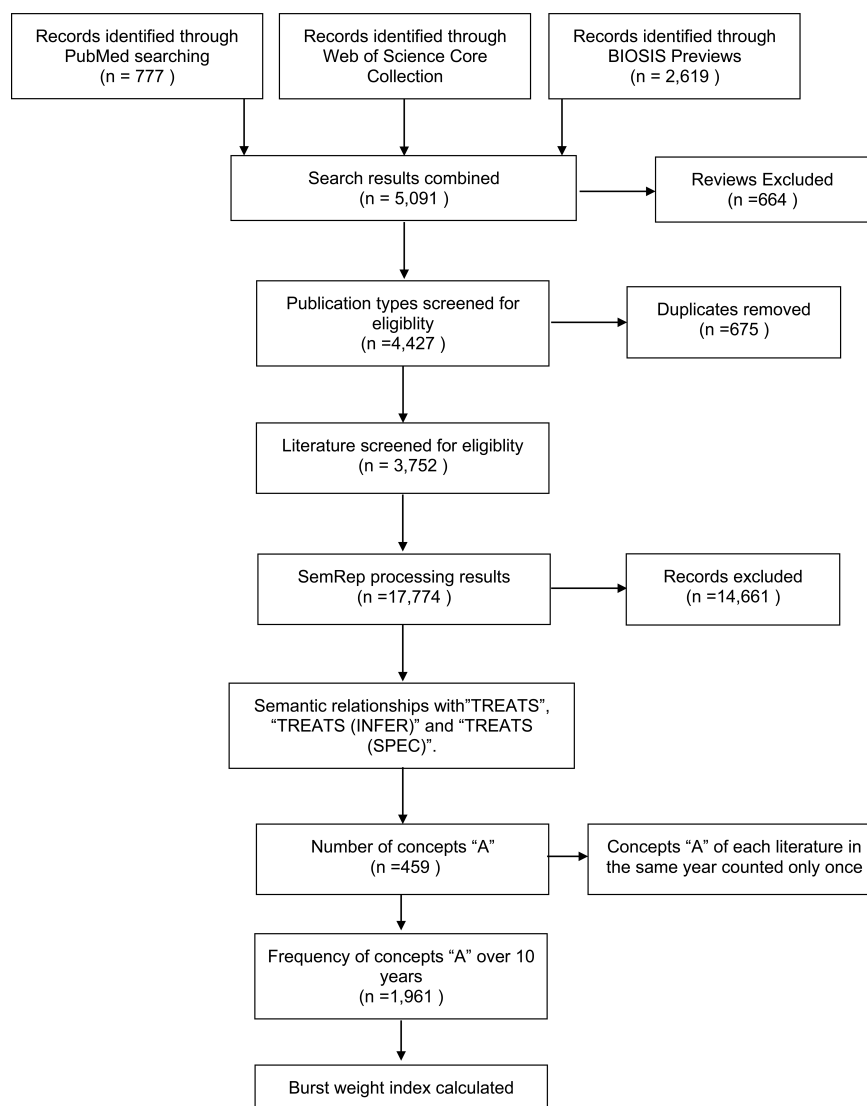 Records identified through
PubMed searching
(n = 777 )
Records identified through
Web of Science Core
Collection
Records identified through
BIOSIS Previews
(n = 2,619 )
Search results combined
(n = 5,091 )
Reviews Excluded
(n =664 )
Publication types screened for
eligiblity
(n =4,427 )
Duplicates removed
(n =675 )
Literature screened for eligiblity
(n = 3,752 )
SemRep processing results
(n =17,774 )
Records excluded
(n =14,661 )
Semantic relationships with”TREATS”,
“TREATS (INFER)” and “TREATS
(SPEC)”.
Number of concepts “A”
(n =459 )
Concepts “A” of each literature in
the same year counted only once
Frequency of concepts “A” over 10
years
(n =1,961 )
Burst weight index calculated